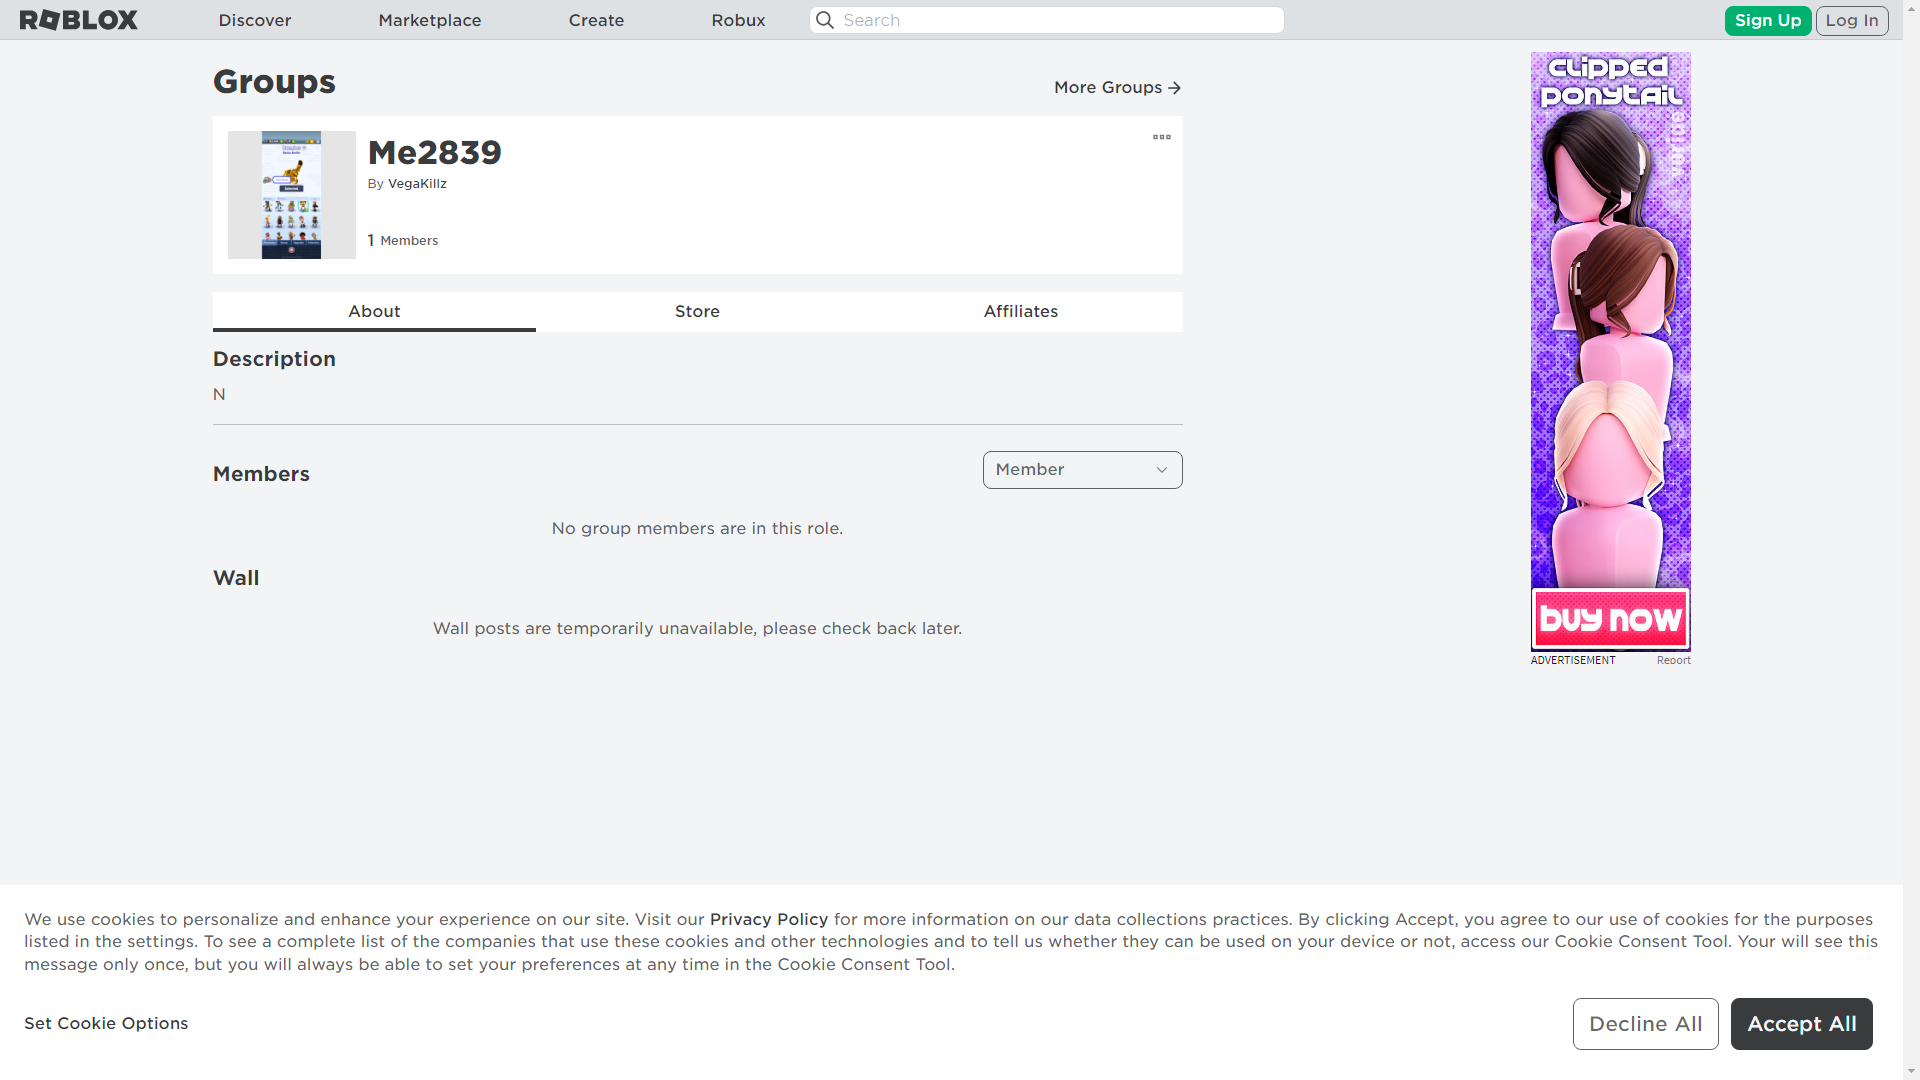 ROBLOX
Discover
Marketplace
Create
Robux
Search
Sign Up
Log In
Groups
More Groups
Me2839
By VegaKillz
1 Members
About
Store
Affiliates
Description
N
Members
Member
No group members are in this role.
Wall
Wall posts are temporarily unavailable, please check back later.
CLIPPED
PONYTAIL
BUY NOW
ADVERTISEMENT
Report
We use cookies to personalize and enhance your experience on our site. Visit our Privacy Policy for more information on our data collections practices. By clicking Accept, you agree to our use of cookies for the purposes
listed in the settings. To see a complete list of the companies that use these cookies and other technologies and to tell us whether they can be used on your device or not, access our Cookie Consent Tool. Your will see this
message only once, but you will always be able to set your preferences at any time in the Cookie Consent Tool.
Set Cookie Options
Decline All
Accept All